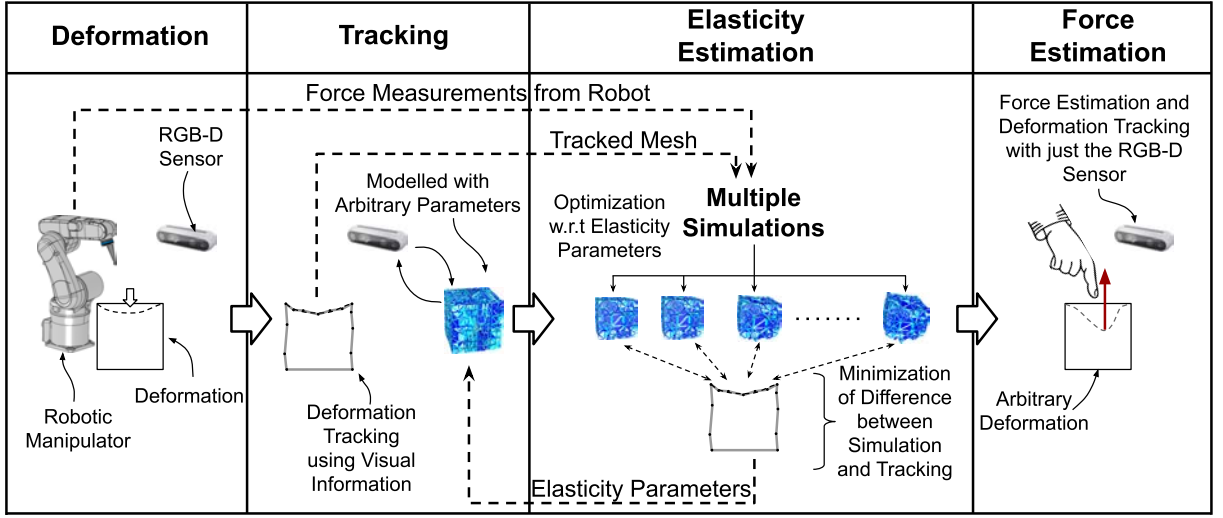 Deformation
Tracking
Elasticity
Estimation
Force
Estimation
Force Measurements from Robot
RGB-D
Sensor
Deformation
Robotic
Manipulator
Tracked Mesh
Modelled with
Arbitrary Parameters
Deformation
Tracking
using Visual
Information
Optimization
w.r.t Elasticity
Parameters
Multiple
Simulations
Minimization
of Difference
between
Simulation
and Tracking
Elasticity Parameters
Force Estimation and
Deformation Tracking
with just the RGB-D
Sensor
Arbitrary
Deformation